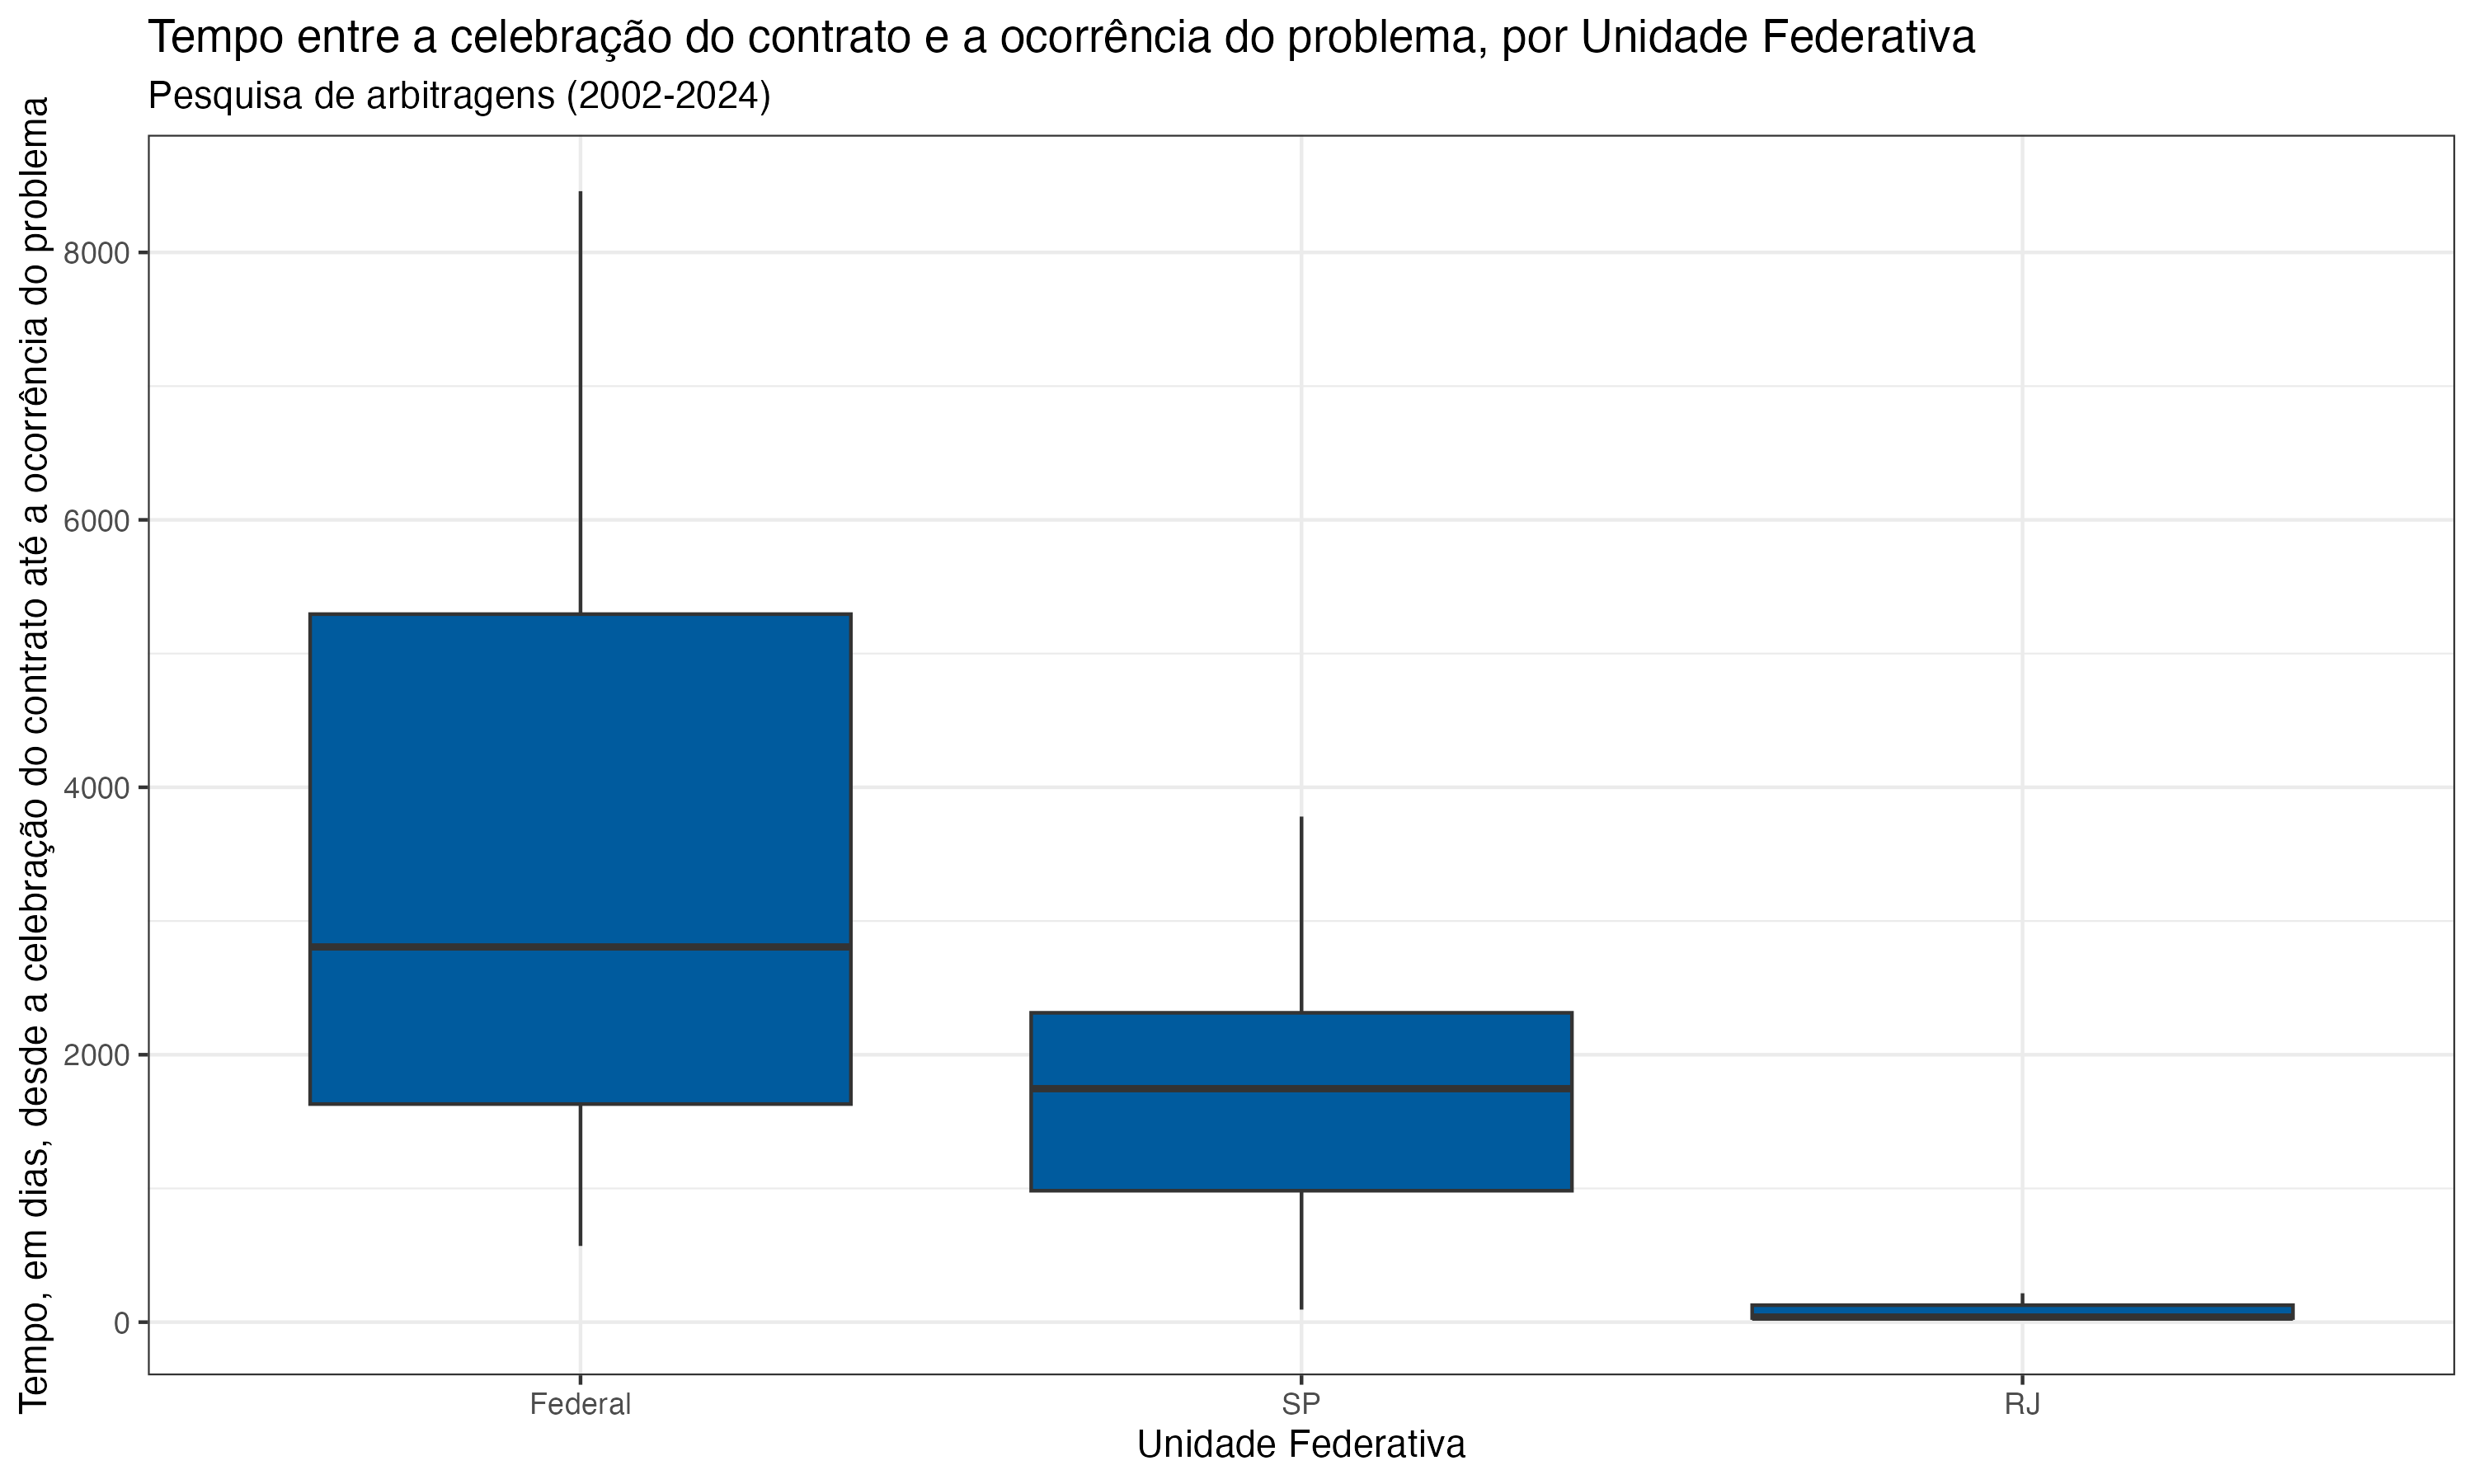 Tempo entre a celebração do contrato e a ocorrência do problema, por Unidade Federativa
Pesquisa de arbitragens (2002-2024)
Tempo, em dias, desde a celebração do contrato até a ocorrência do problema
8000
6000
4000
2000
0
Federal
SP
RJ
Unidade Federativa